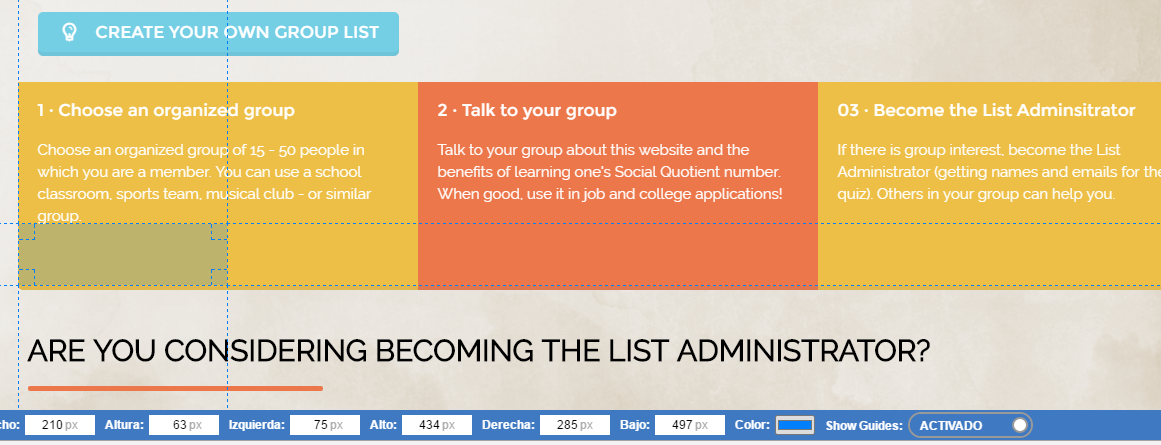 CREATE YOUR OWN GROUP LIST
1 · Choose an organized group
Choose an organized group of 15 - 50 people in
which you are a member. You can use a school
classroom, sports team, musical club - or similar
group.
2 · Talk to your group
Talk to your group about this website and the
benefits of learning one's Social Quotient number.
When good, use it in job and college applications!
03 · Become the List Adminsitrator
If there is group interest, become the List
Administrator (getting names and emails for the
quiz). Others in your group can help you.
ARE YOU CONSIDERING BECOMING THE LIST ADMINISTRATOR?
cho: 210 px Altura: 63 px Izquierda: 75 px Alto: 434 px Derecha: 285 px Bajo: 497 px Color: Show Guides: ACTIVADO